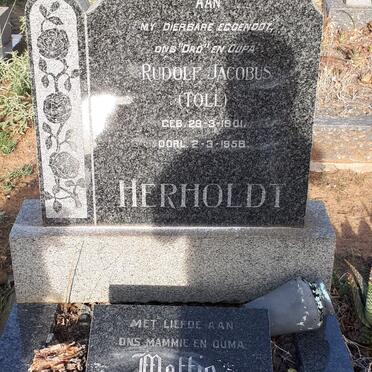 AAN
MY DIERBARE EGGENOOT,
ONS "DAD" EN OUPA
RUDOLF JACOBUS
(TOLL)
GEB. 29-3-1901.
OORL. 2-3-1958.
HERHOLDT
MET LIEFDE AAN
ONS MAMMIE EN OUMA